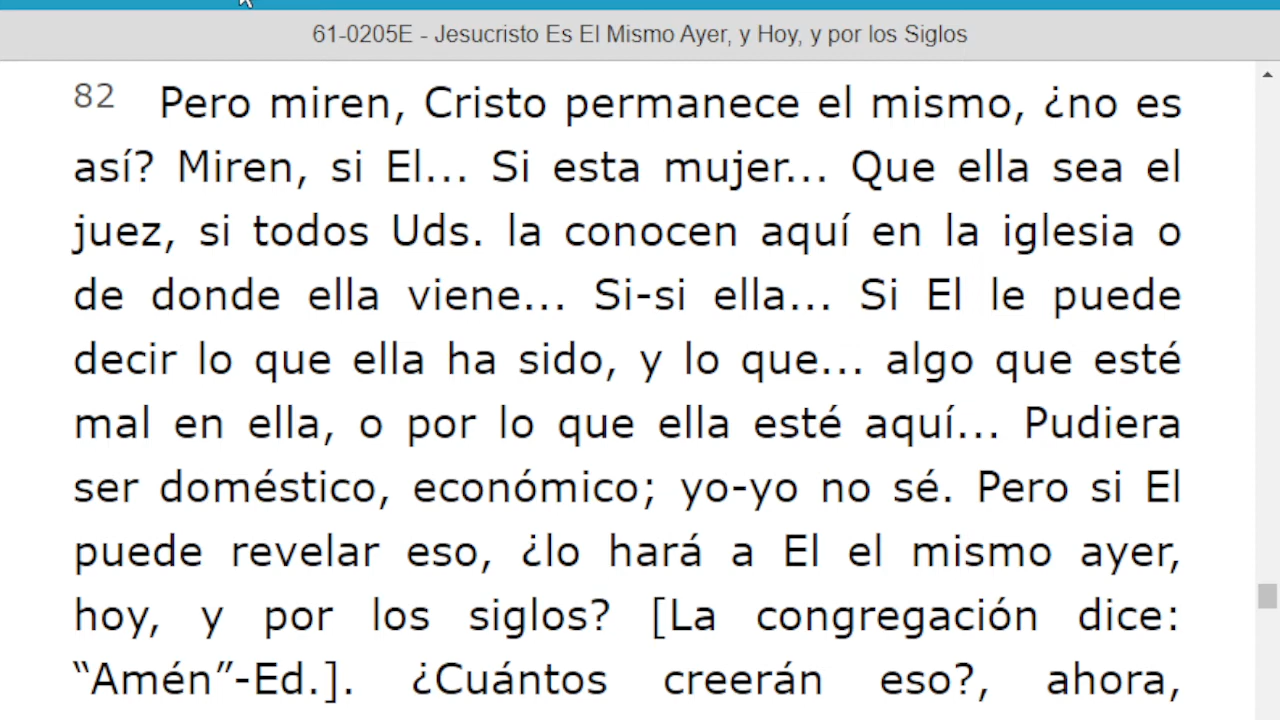 61-0205E - Jesucristo Es El Mismo Ayer, y Hoy, y por los Siglos
82 Pero miren, Cristo permanece el mismo, ¿no es
así? Miren, si El... Si esta mujer... Que ella sea el
juez, si todos Uds. la conocen aquí en la iglesia o
de donde ella viene... Si-si ella... Si El le puede
decir lo que ella ha sido, y lo que... algo que esté
mal en ella, o por lo que ella esté aquí... Pudiera
ser doméstico, económico; yo-yo no sé. Pero si El
puede revelar eso, ¿lo hará a El el mismo ayer,
hoy, y por los siglos? [La congregación dice:
“Amén”-Ed.]. ¿Cuántos creerán eso?, ahora,